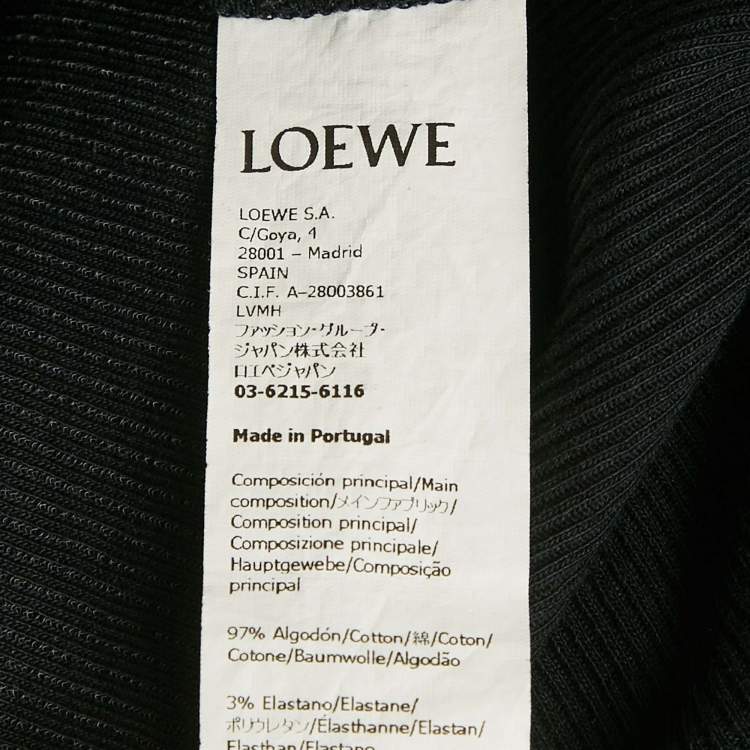 LOEWE
LOEWE S.A.
C/Goya, 4
28001 – Madrid
SPAIN
C.I.F. A–28003861
LVMH
ファッション・グループ・
ジャパン株式会社
ロエベジャパン
03-6215-6116
Made in Portugal
Composición principal/Main
composition/メインファブリック/
Composition principal/
Composizione principale/
Hauptgewebe/Composição
principal
97% Algodón/Cotton/綿/Coton/
Cotone/Baumwolle/Algodão
3% Elastano/Elastane/
ポリウレタン/Élasthanne/Elastan/
Elasthan/Elastano